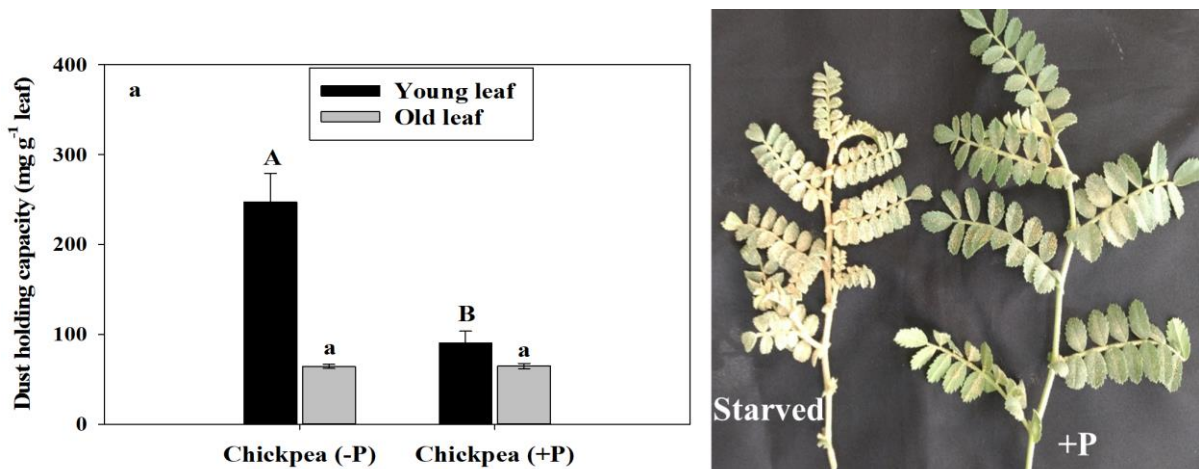 Dust holding capacity (mg g⁻¹ leaf)
400
300
200
100
0
a
Young leaf
Old leaf
A
a
B
a
Chickpea (-P)
Chickpea (+P)
Starved
+P